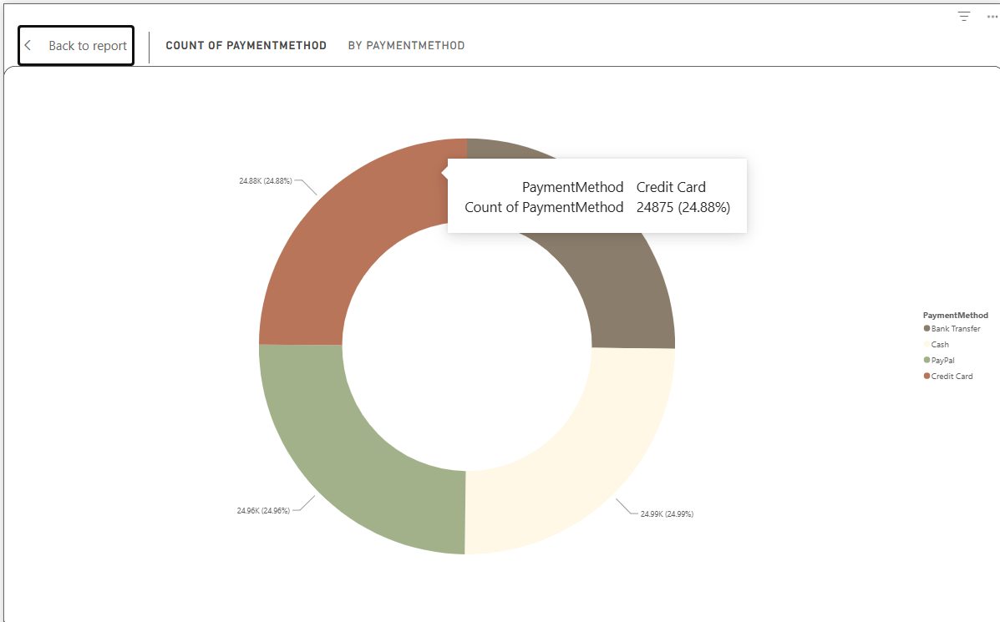 Back to report
COUNT OF PAYMENTMETHOD
BY PAYMENTMETHOD
24.88K (24.88%)
PaymentMethod Credit Card
Count of PaymentMethod 24875 (24.88%)
PaymentMethod
Bank Transfer
Cash
PayPal
Credit Card
24.96K (24.96%)
24.99K (24.99%)